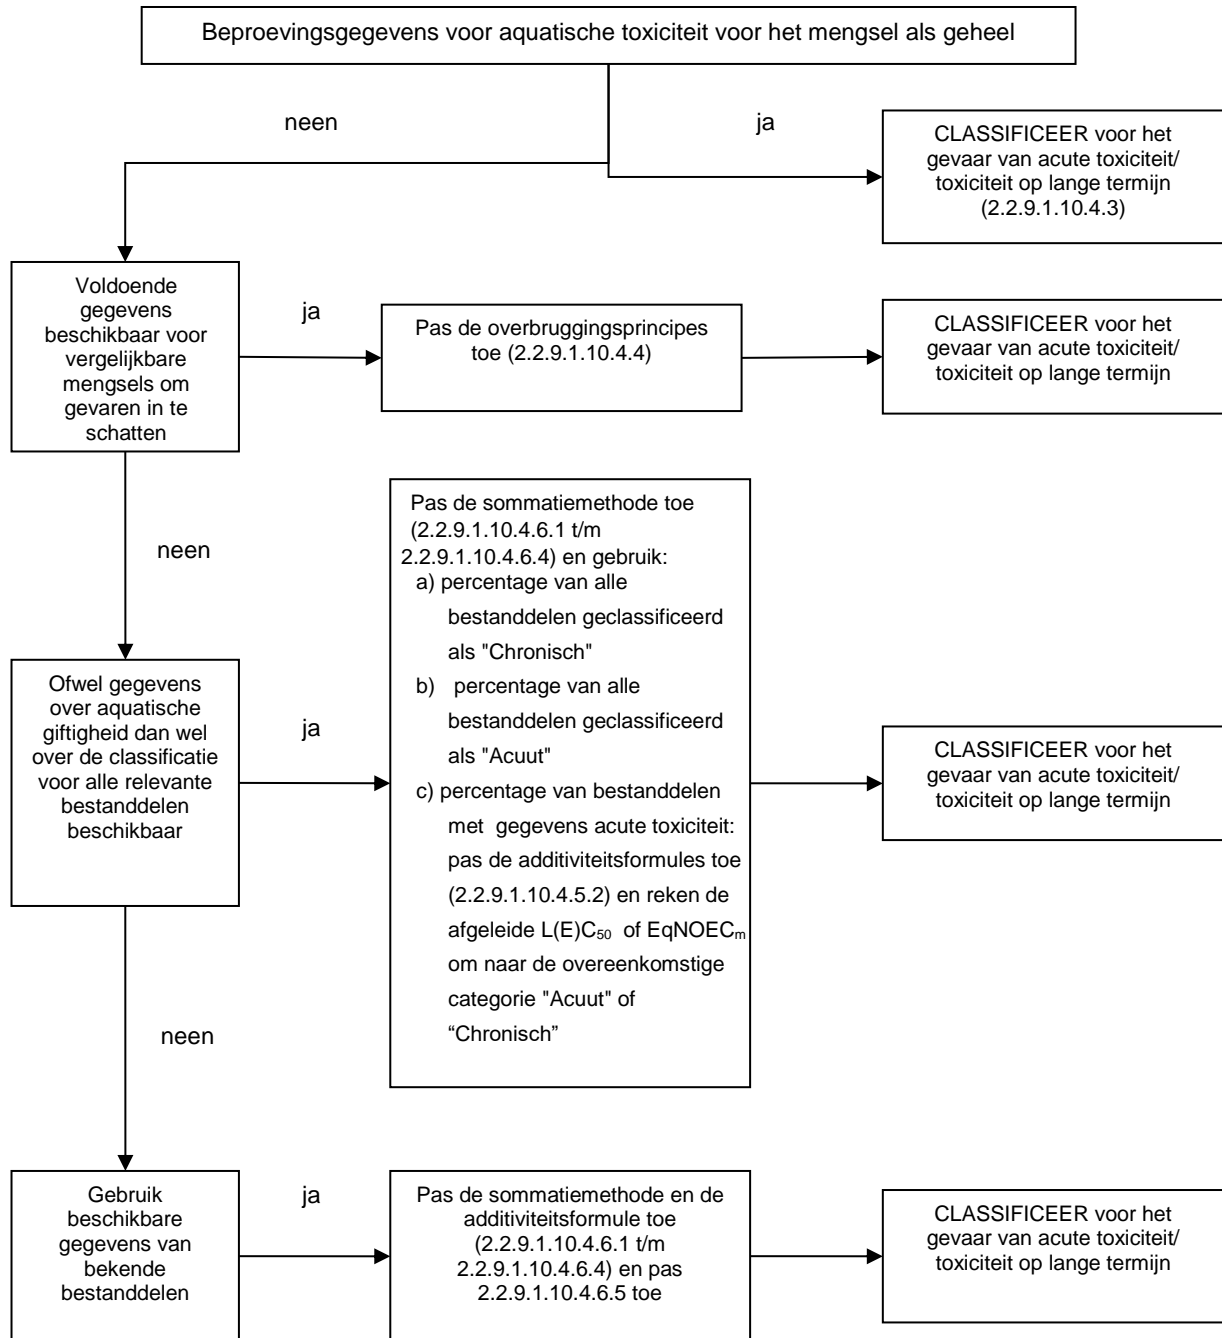 Beproevingsgegevens voor aquatische toxiciteit voor het mengsel als geheel
neen
ja
CLASSIFICEER voor het
gevaar van acute toxiciteit/
toxiciteit op lange termijn
(2.2.9.1.10.4.3)
Voldoende
gegevens
beschikbaar voor
vergelijkbare
mengsels om
gevaren in te
schatten
ja
Pas de overbruggingsprincipes
toe (2.2.9.1.10.4.4)
CLASSIFICEER voor het
gevaar van acute toxiciteit/
toxiciteit op lange termijn
neen
Pas de sommatiemethode toe
(2.2.9.1.10.4.6.1 t/m
2.2.9.1.10.4.6.4) en gebruik:
a) percentage van alle
bestanddelen geclassificeerd
als "Chronisch"
b) percentage van alle
bestanddelen geclassificeerd
als "Acuut"
c) percentage van bestanddelen
met gegevens acute toxiciteit:
pas de additiviteitsformules toe
(2.2.9.1.10.4.5.2) en reken de
afgeleide L(E)C₅₀ of EqNOECₘ
om naar de overeenkomstige
categorie "Acuut" of
“Chronisch”
Ofwel gegevens
over aquatische
giftigheid dan wel
over de classificatie
voor alle relevante
bestanddelen
beschikbaar
ja
CLASSIFICEER voor het
gevaar van acute toxiciteit/
toxiciteit op lange termijn
neen
Gebruik
beschikbare
gegevens van
bekende
bestanddelen
ja
Pas de sommatiemethode en de
additiviteitsformule toe
(2.2.9.1.10.4.6.1 t/m
2.2.9.1.10.4.6.4) en pas
2.2.9.1.10.4.6.5 toe
CLASSIFICEER voor het
gevaar van acute toxiciteit/
toxiciteit op lange termijn